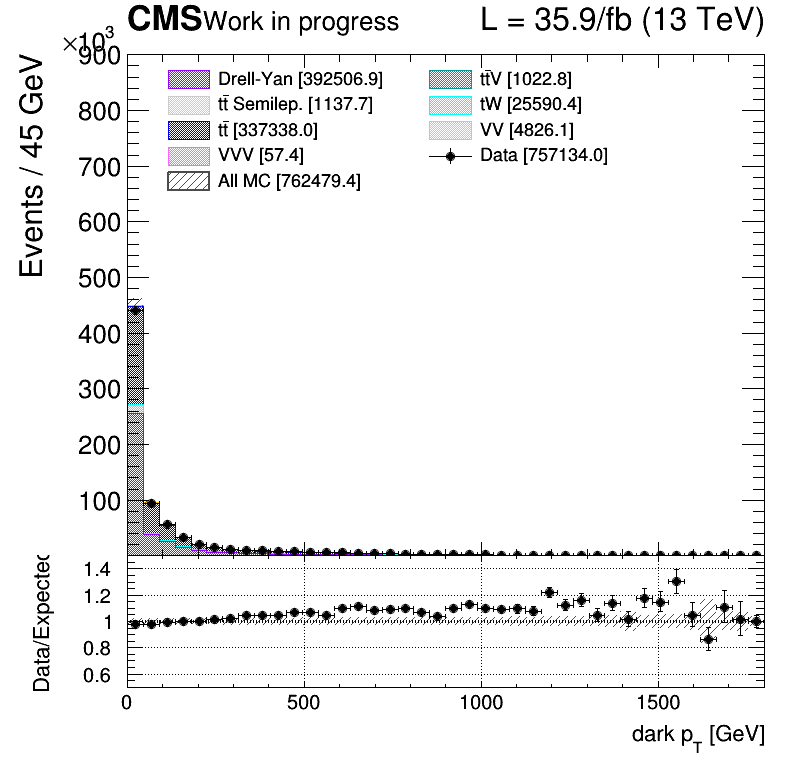 CMS Work in progress L = 35.9/fb (13 TeV)
×10³
Events / 45 GeV
900
800
700
600
500
400
300
200
100
Drell-Yan [392506.9]
tt̄ Semilep. [1137.7]
tt̄ [337338.0]
VVV [57.4]
All MC [762479.4]
tt̄V [1022.8]
tW [25590.4]
VV [4826.1]
Data [757134.0]
Data/Expected
1.4
1.2
1
0.8
0.6
0 500 1000 1500
dark p_T [GeV]